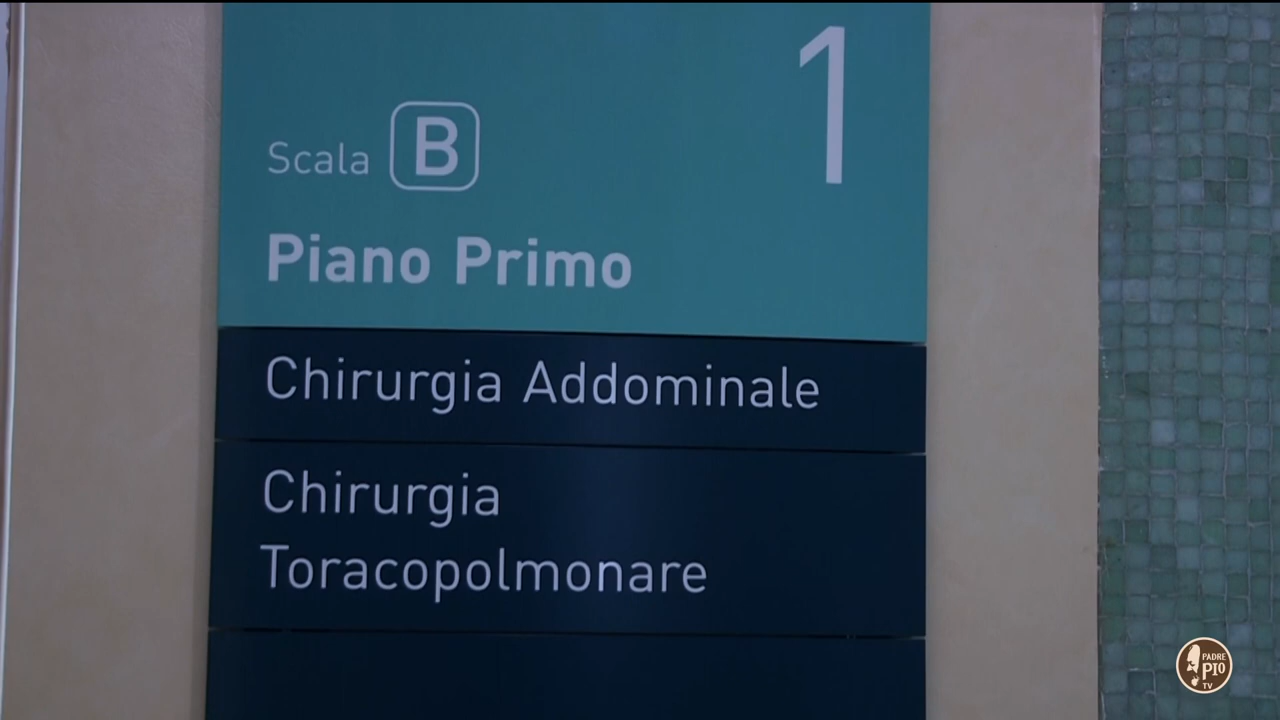 1
Scala B
Piano Primo
Chirurgia Addominale
Chirurgia
Toracopolmonare
PADRE
PIO
TV